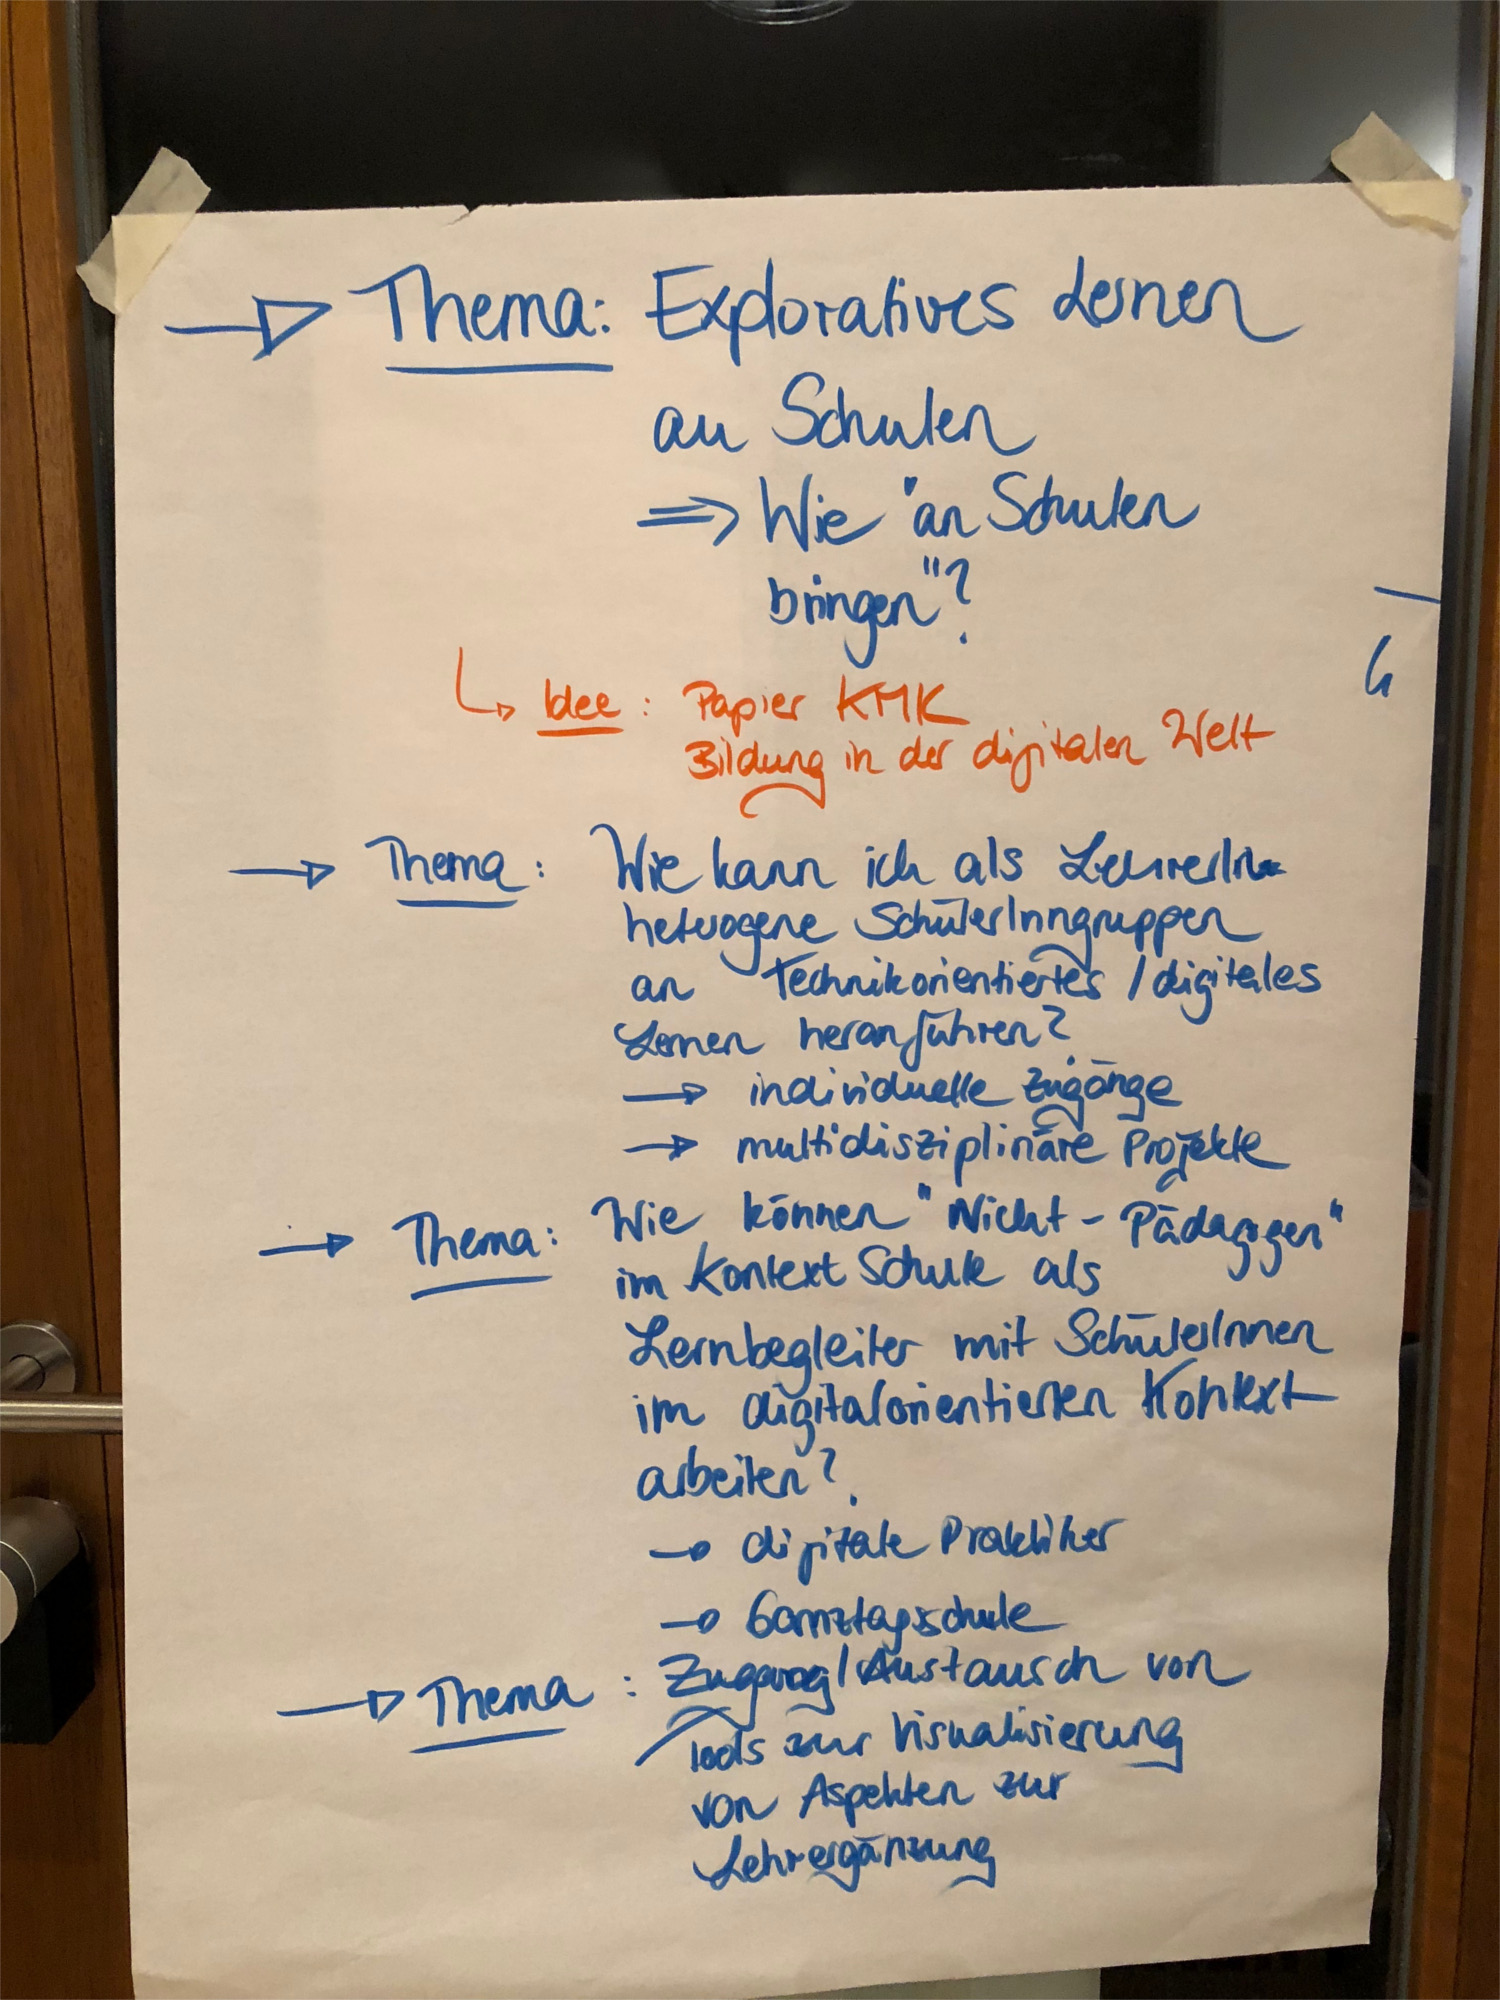 → Thema: Exploratives Lernen
an Schulen
⇒ Wie "an Schulen
bringen"?
↳ Idee: Papier KMK
Bildung in der digitalen Welt
→ Thema: Wie kann ich als LehrerIn
heterogene SchülerInngruppen
an Technikorientiertes / digitales
Lernen heranführen?
→ individuelle Zugänge
→ multidisziplinäre Projekte
→ Thema: Wie können "Nicht-Pädagogen"
im Kontext Schule als
Lernbegleiter mit SchülerInnen
im digitalorientierten Kontext
arbeiten?
→ digitale Praktiker
→ Ganztagsschule
→ Thema: Zugang/Austausch von
Tools zur Visualisierung
von Aspekten zur
Lehrergänzung